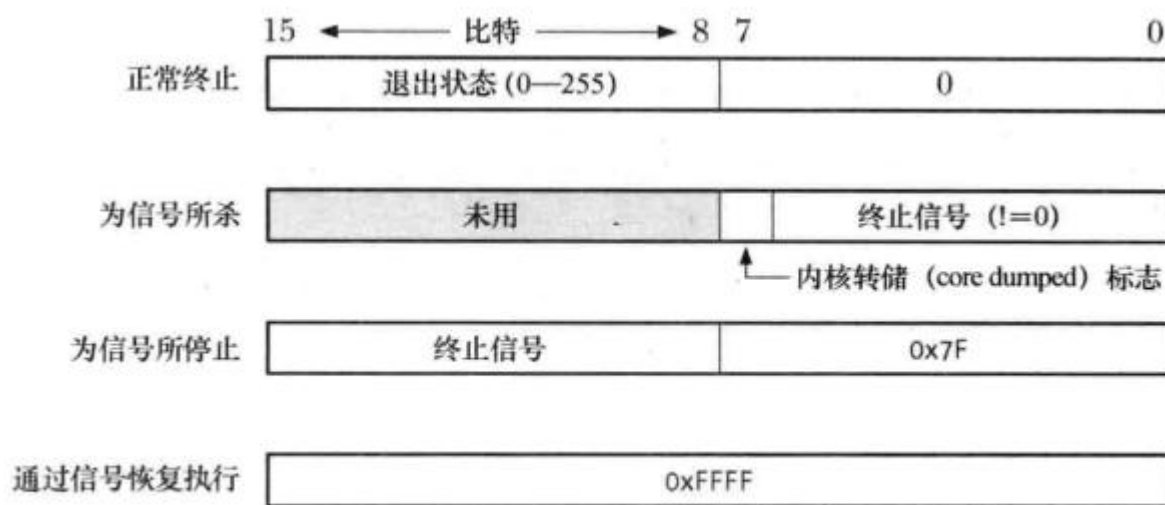 15 比特 8 7 0
正常终止 退出状态 (0—255) 0
为信号所杀 未用 终止信号 (!=0)
内核转储 (core dumped) 标志
为信号所停止 终止信号 0x7F
通过信号恢复执行 0xFFFF